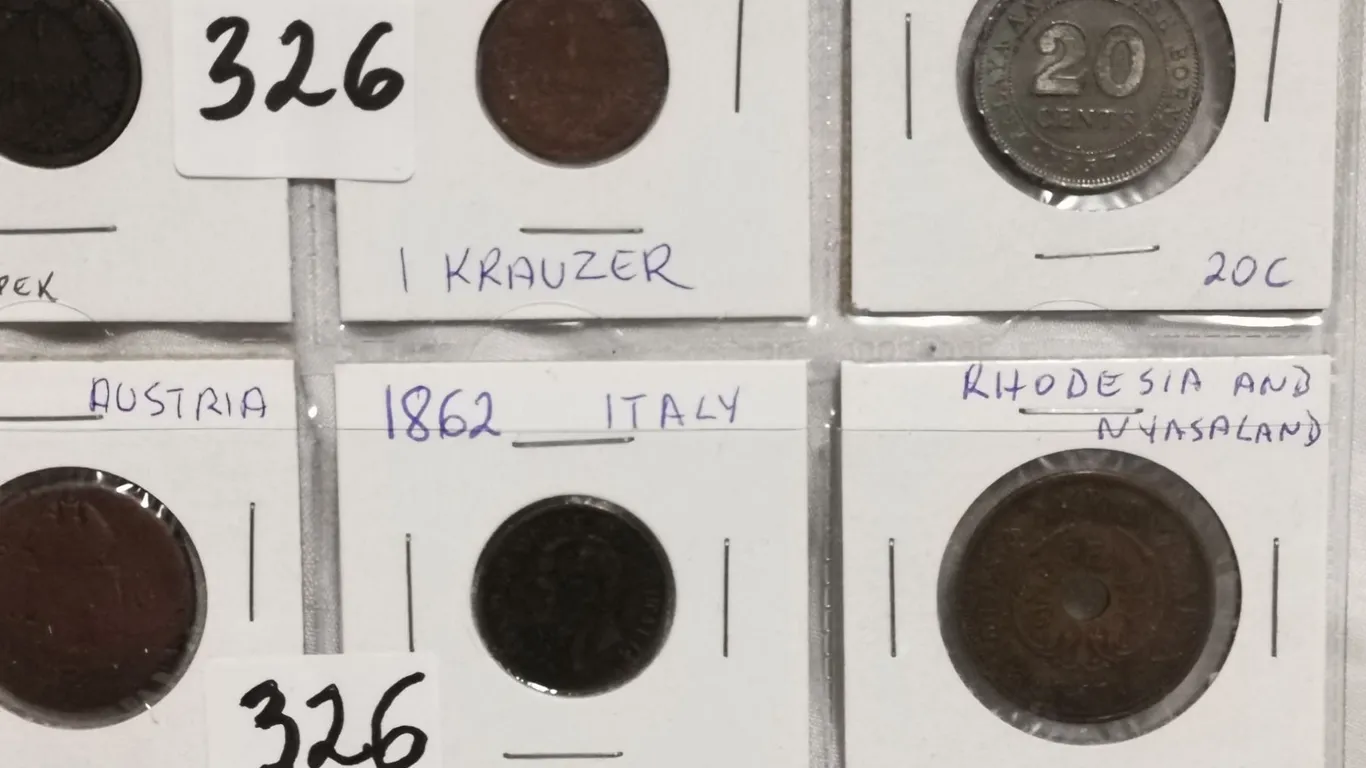 326
20
CENTS
1 KRAUZER
20C
PEK
AUSTRIA
1862 ITALY
RHODESIA AND
NYASALAND
326